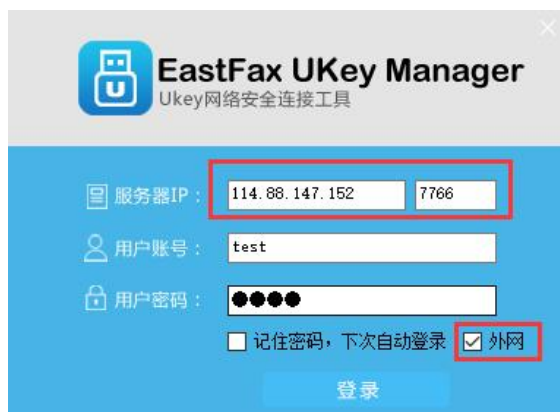 EastFax UKey Manager
Ukey网络安全连接工具
服务器IP： 114.88.147.152 7766
用户账号： test
用户密码： ●●●●
记住密码，下次自动登录 外网
登录